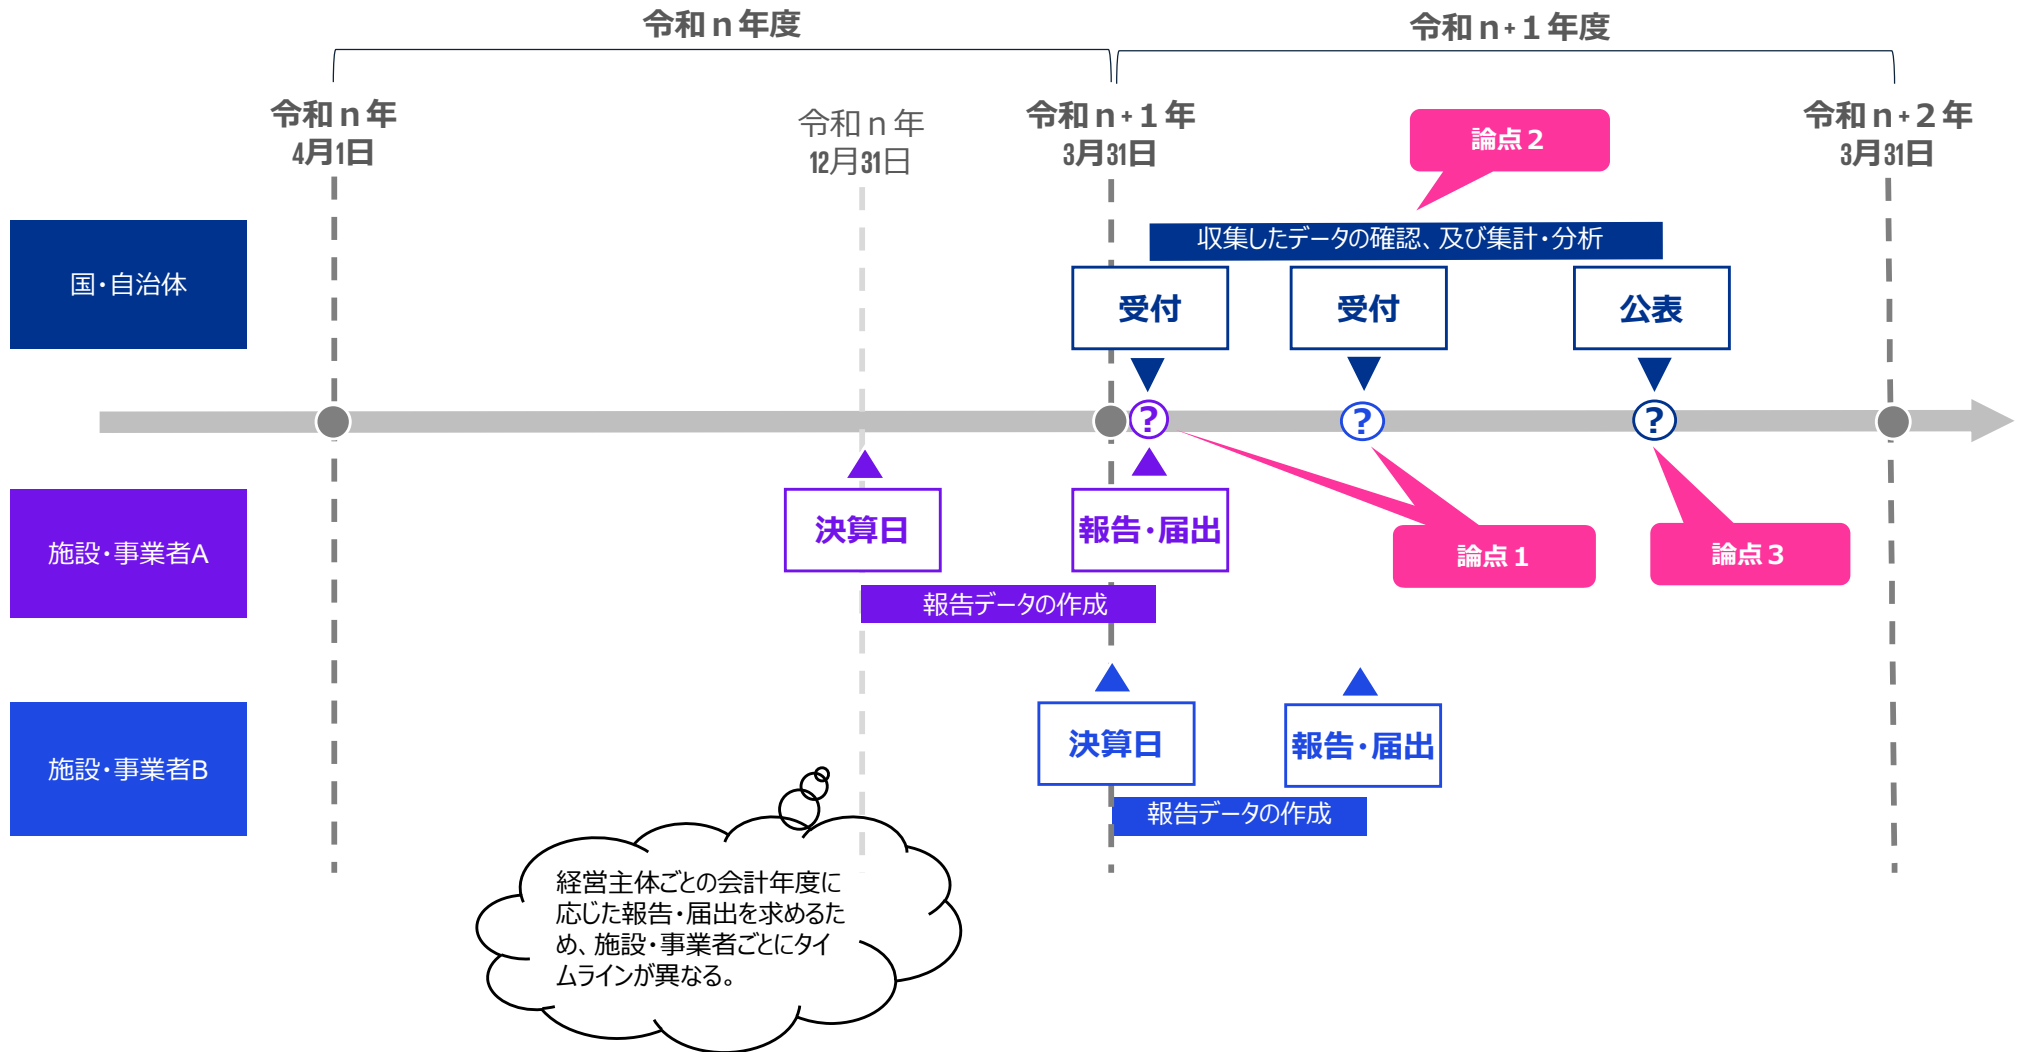 令和ｎ年度
令和ｎ+１年度
令和ｎ年
4月1日
令和ｎ年
12月31日
令和ｎ+１年
3月31日
令和ｎ+２年
3月31日
論点２
収集したデータの確認、及び集計・分析
国・自治体
受付
受付
公表
?
?
?
施設・事業者A
決算日
報告・届出
論点１
論点３
報告データの作成
施設・事業者B
決算日
報告・届出
報告データの作成
経営主体ごとの会計年度に
応じた報告・届出を求めるた
め、施設・事業者ごとにタイ
ムラインが異なる。